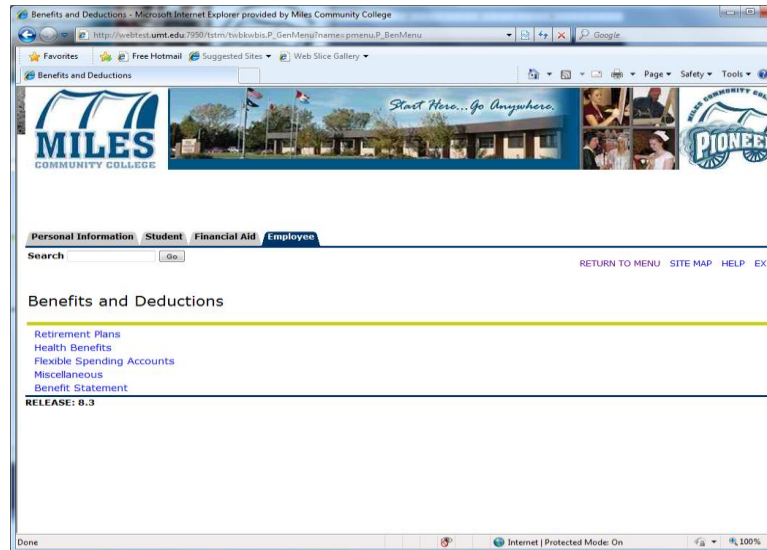 Benefits and Deductions - Microsoft Internet Explorer provided by Miles Community College
http://webtest.umt.edu:7950/tstm/twbkwbis.P_GenMenu?name=pmenu.P_BenMenu
Google
Favorites Free Hotmail Suggested Sites Web Slice Gallery
Benefits and Deductions
Page Safety Tools
MILES
COMMUNITY COLLEGE
Start Here...Go Anywhere.
PIONEE
Personal Information Student Financial Aid Employee
Search Go
RETURN TO MENU SITE MAP HELP EX
Benefits and Deductions
Retirement Plans
Health Benefits
Flexible Spending Accounts
Miscellaneous
Benefit Statement
RELEASE: 8.3
Done Internet | Protected Mode: On 100%